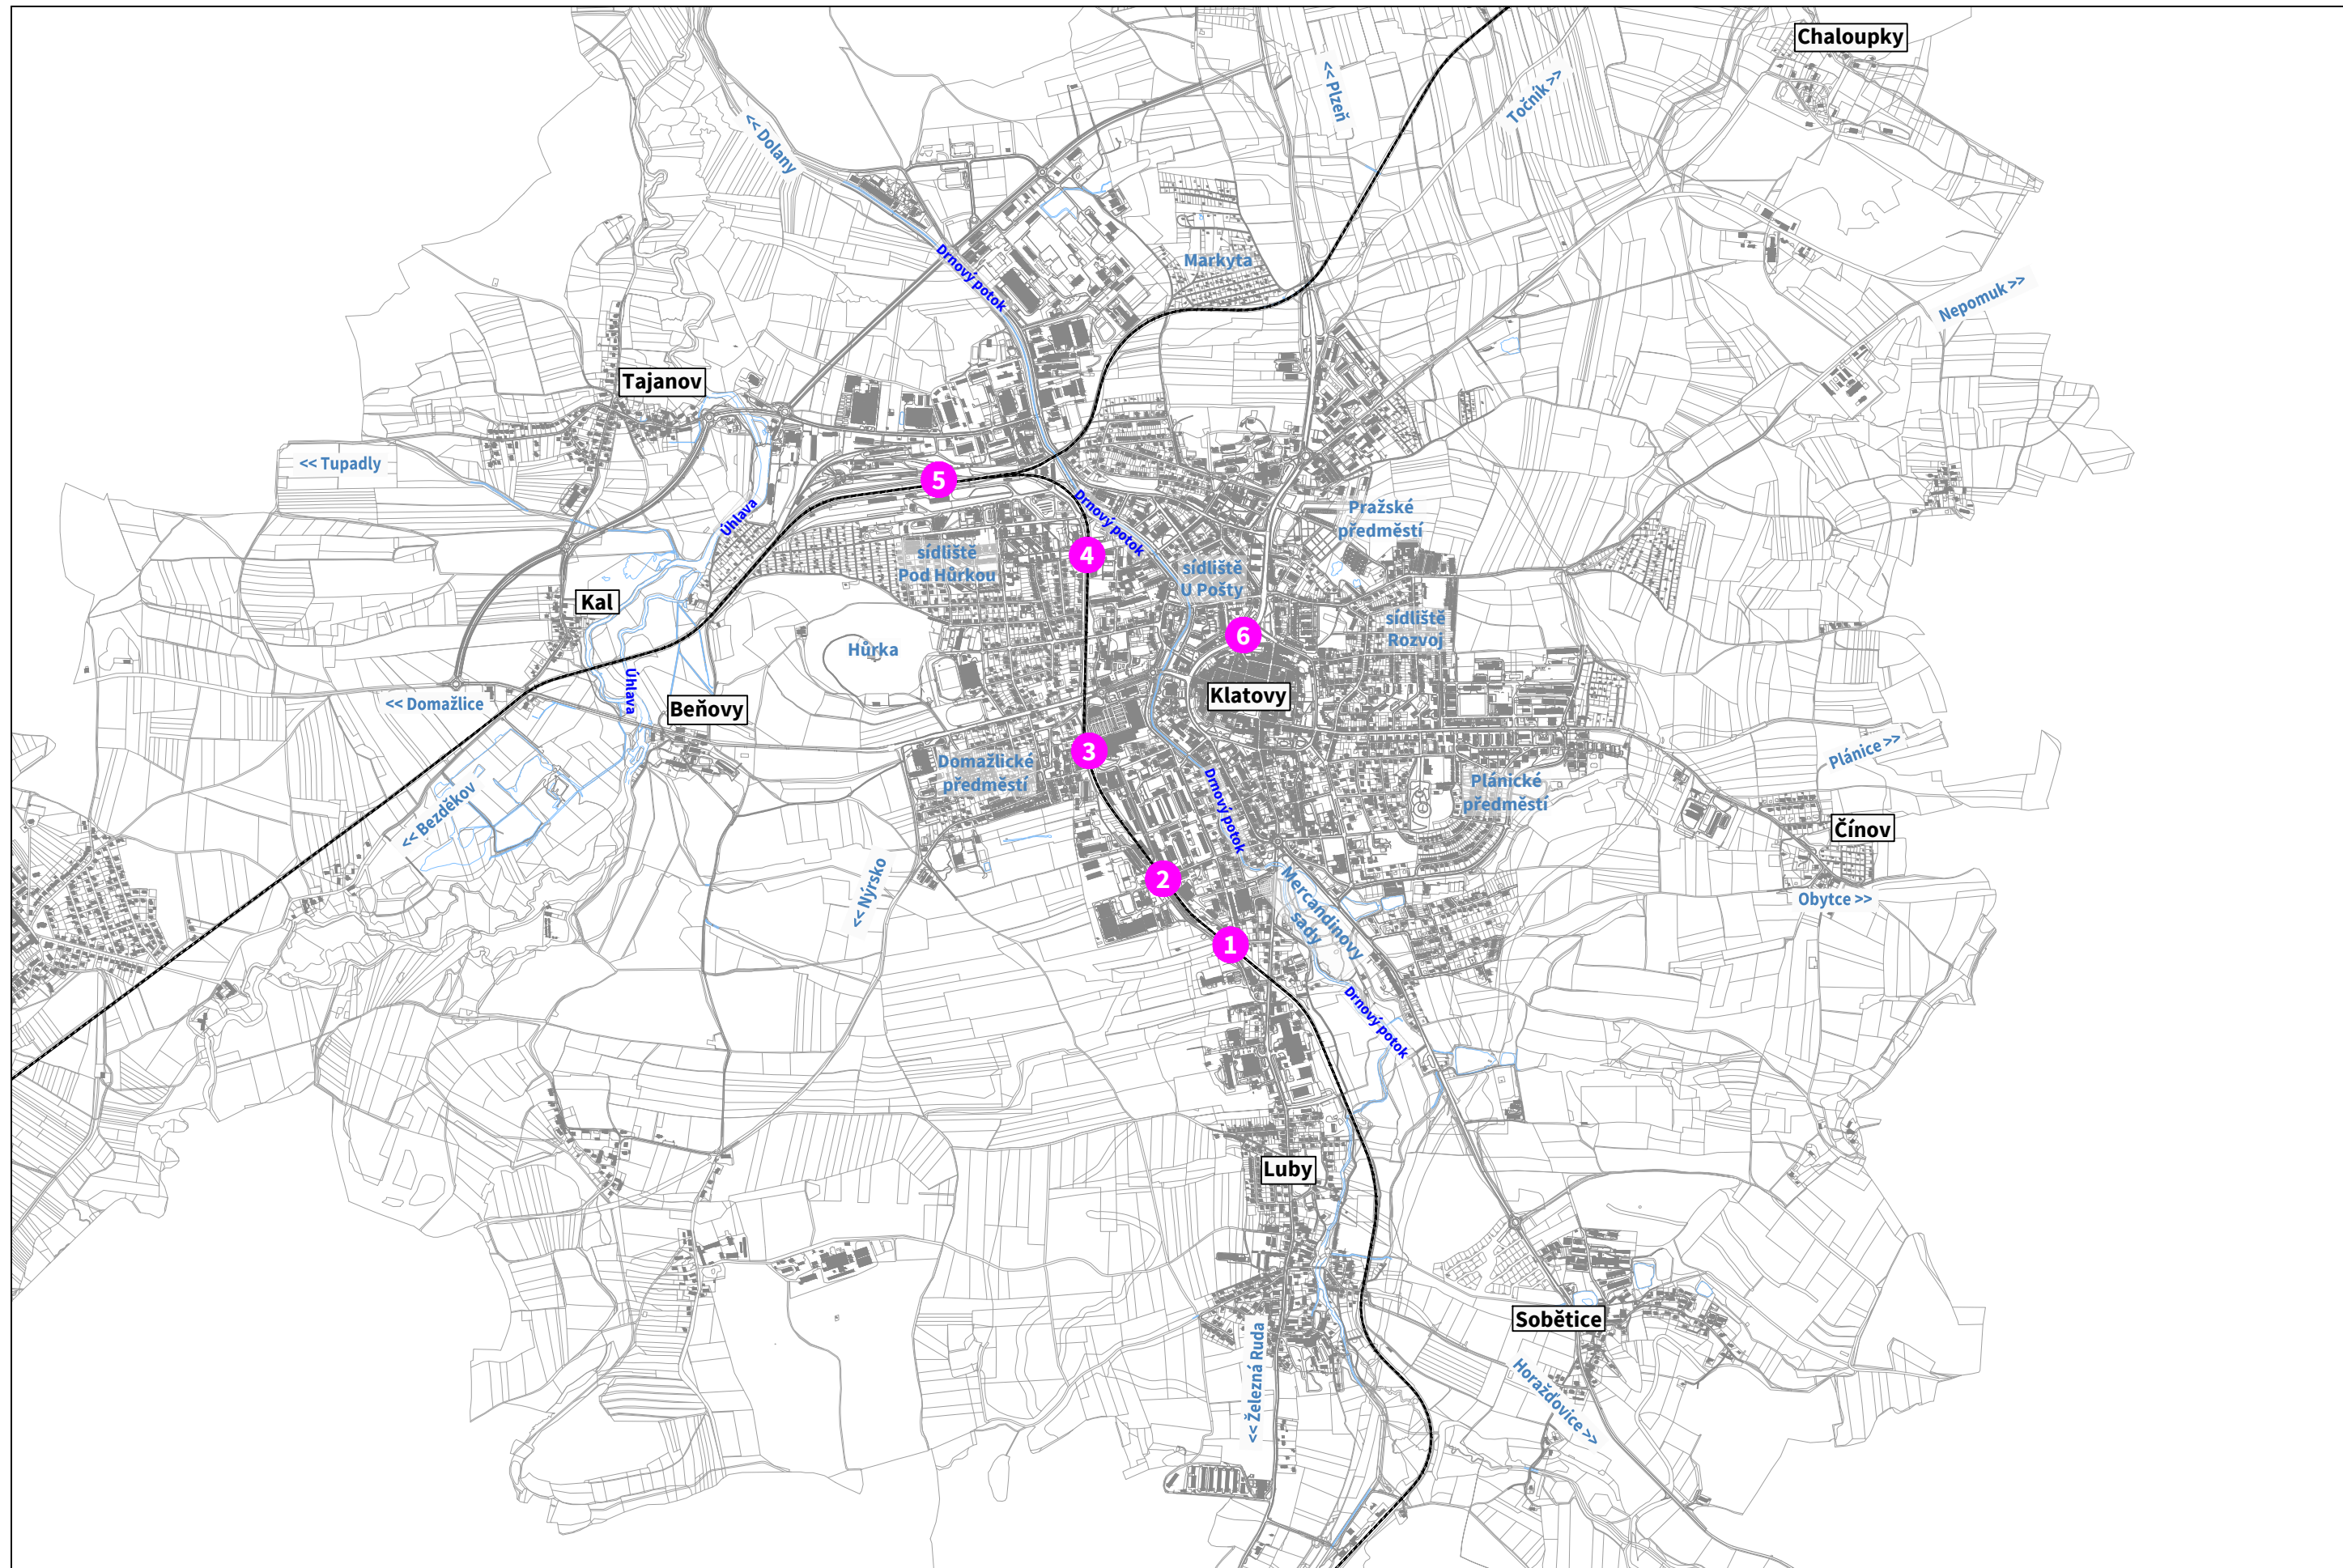 Chaloupky
<< Plzeň
Točník >>
<< Dolany
Drnový potok
Markyta
Nepomuk >>
Tajanov
<< Tupadly
5
Úhlava
Drnový potok
Pražské
předměstí
sídliště
Pod Hůrkou
4
sídliště
U Pošty
Kal
sídliště
Rozvoj
6
Hůrka
Úhlava
Klatovy
<< Domažlice
Beňovy
3
Plánice >>
Domažlické
předměstí
Drnový potok
Plánické
předměstí
<< Bezděkov
Čínov
<< Nýrsko
2
Mercandinovy
sady
Obytce >>
1
Drnový potok
Luby
Sobětice
<< Železná Ruda
Horažďovice >>